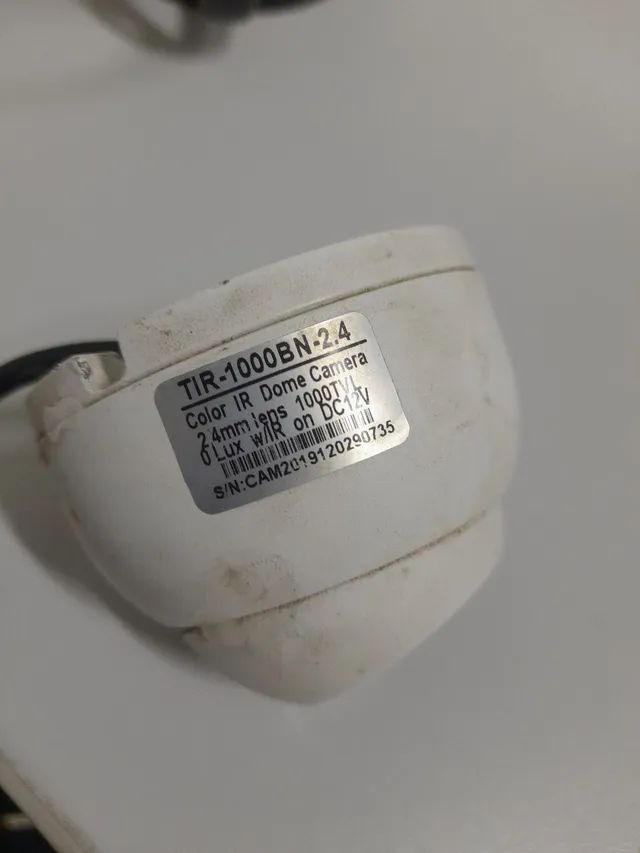 TIR-1000BN-2.4
Color IR Dome Camera
2.4mm lens 1000TVL
0 Lux w/IR on DC12V
S/N:CAM2019120290735